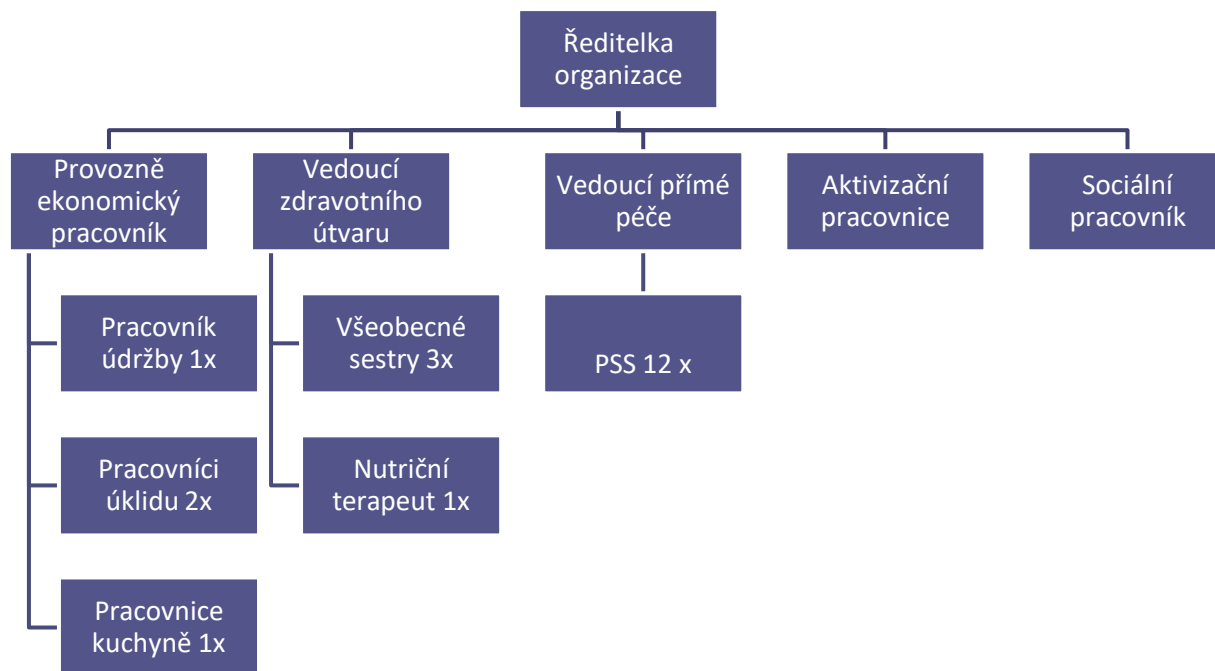 Ředitelka
organizace
Provozně
ekonomický
pracovník
Vedoucí
zdravotního
útvaru
Vedoucí přímé
péče
Aktivizační
pracovnice
Sociální
pracovník
Pracovník
údržby 1x
Všeobecné
sestry 3x
PSS 12 x
Pracovníci
úklidu 2x
Nutriční
terapeut 1x
Pracovnice
kuchyně 1x